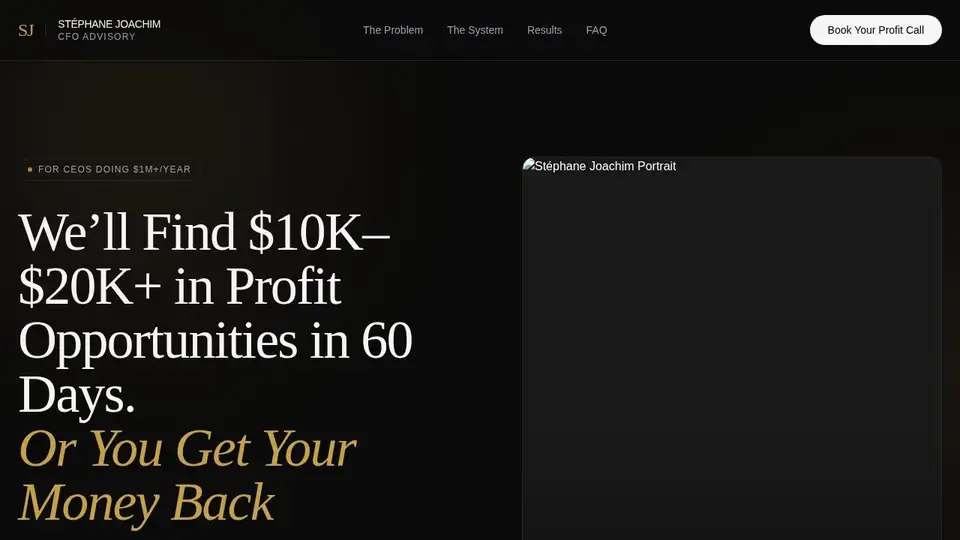 SJ
STÉPHANE JOACHIM
CFO ADVISORY
The Problem
The System
Results
FAQ
Book Your Profit Call
FOR CEOS DOING $1M+/YEAR
Stéphane Joachim Portrait
We’ll Find $10K–
$20K+ in Profit
Opportunities in 60
Days.
Or You Get Your
Money Back